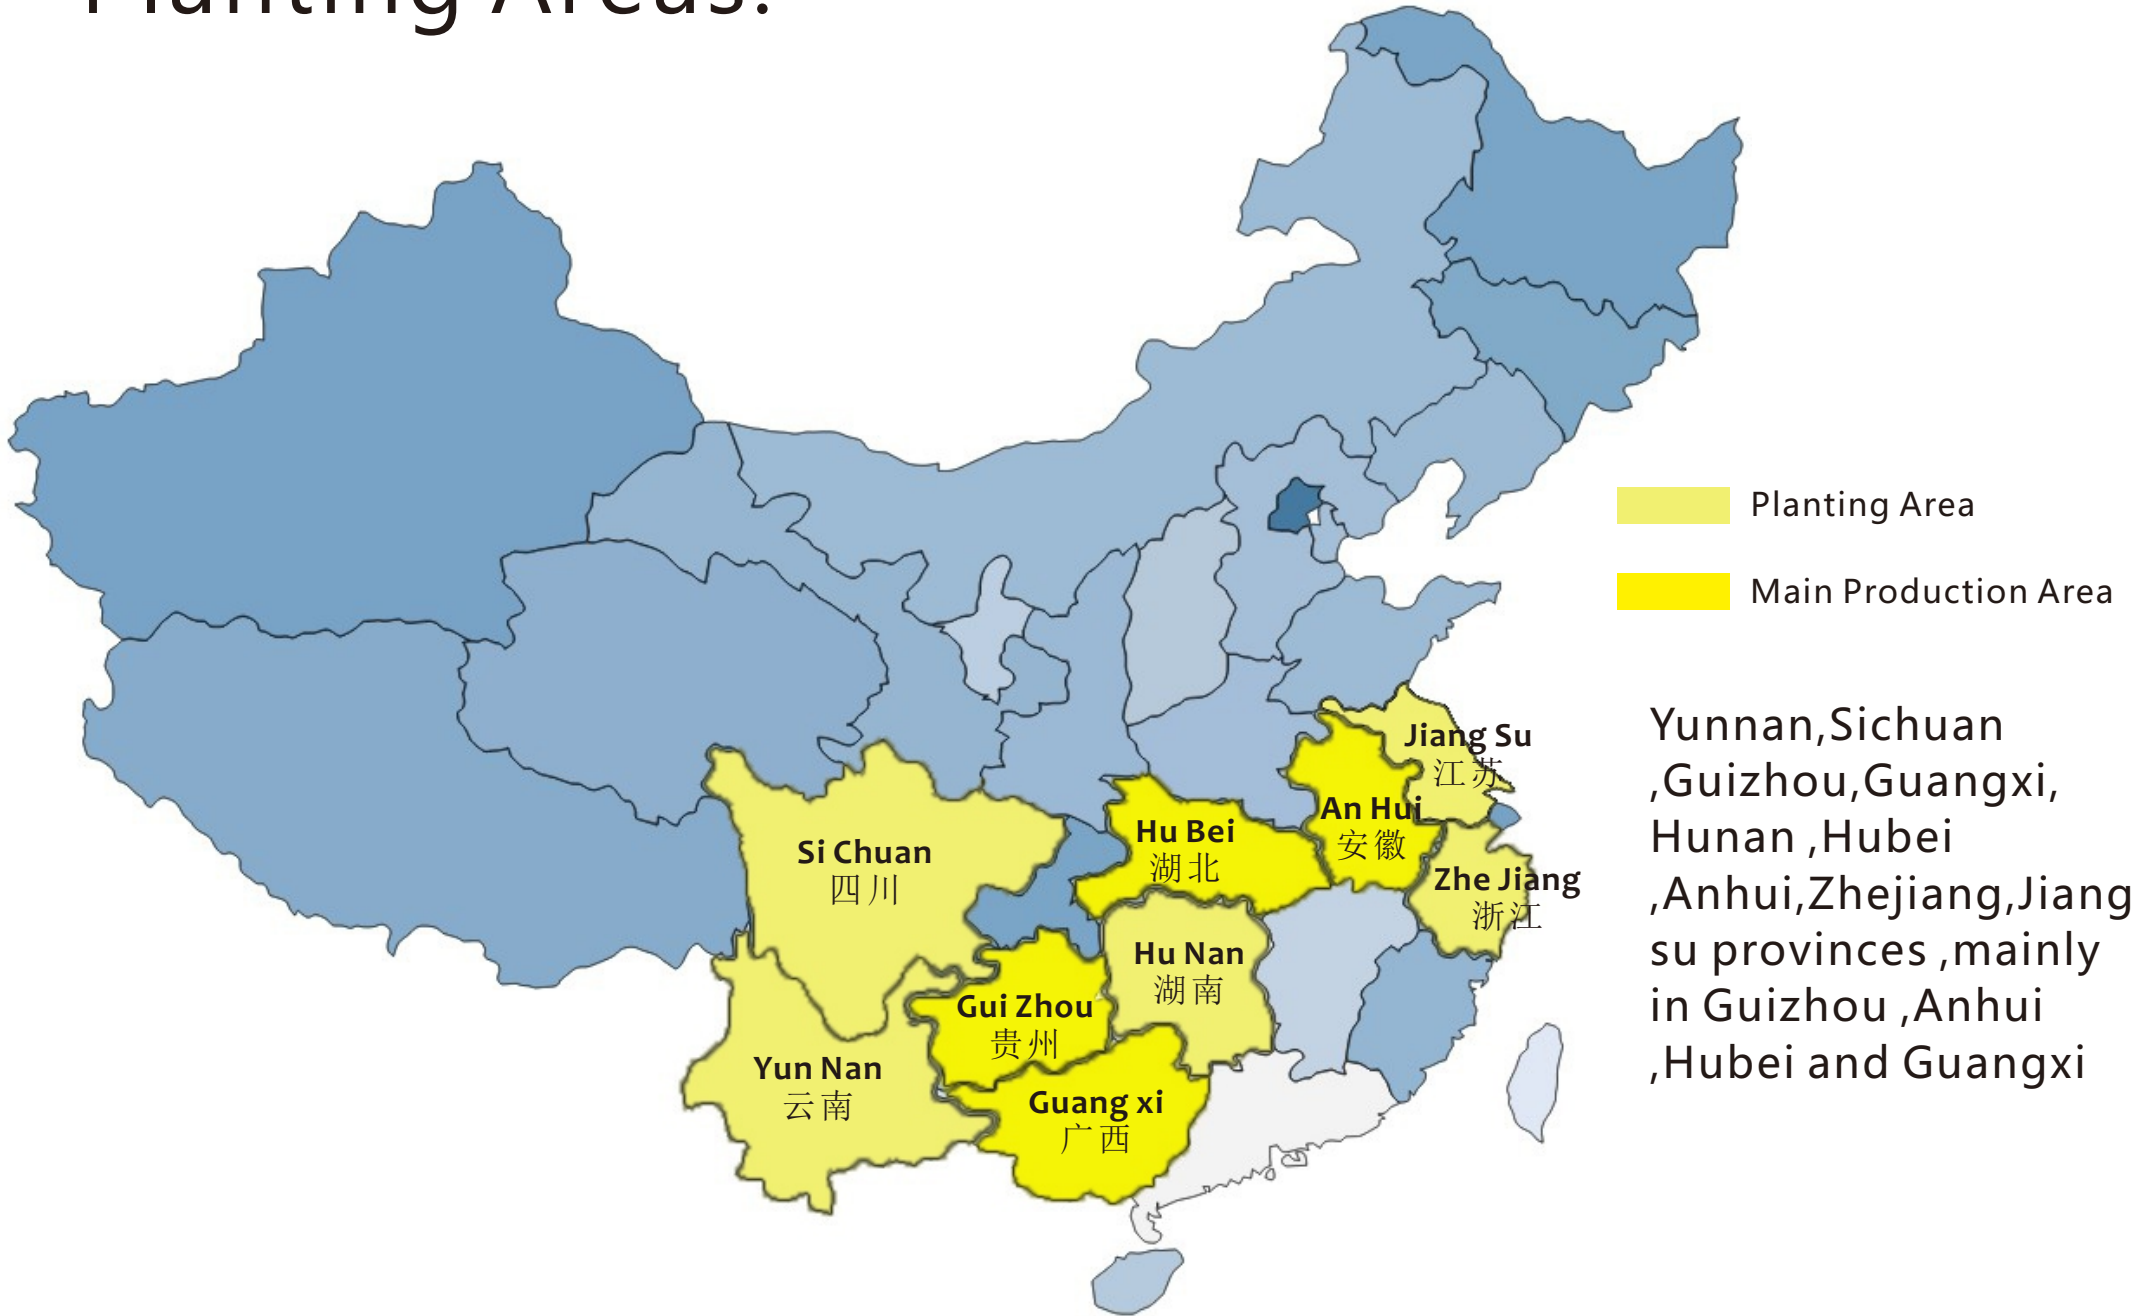 Planting Areas:
Planting Area
Main Production Area
Jiang Su
江苏
An Hui
安徽
Hu Bei
湖北
Si Chuan
四川
Zhe Jiang
浙江
Hu Nan
湖南
Gui Zhou
贵州
Yun Nan
云南
Guang xi
广西
Yunnan,Sichuan
,Guizhou,Guangxi,
Hunan ,Hubei
,Anhui,Zhejiang,Jiang
su provinces ,mainly
in Guizhou ,Anhui
,Hubei and Guangxi